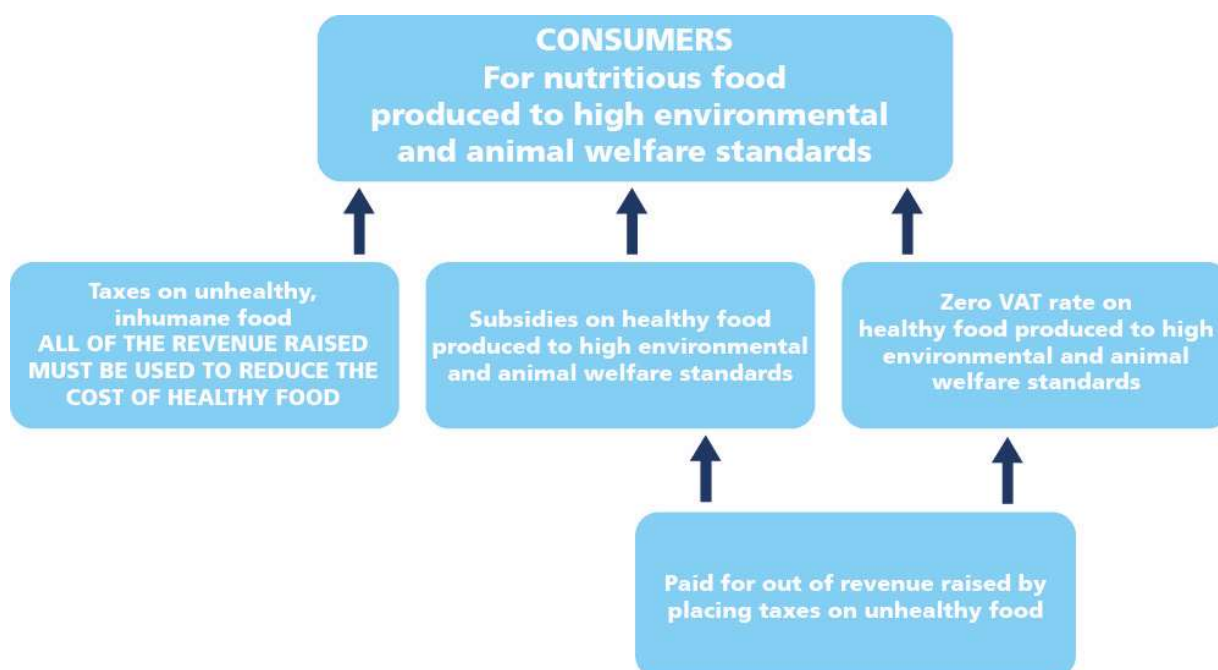 CONSUMERS
For nutritious food
produced to high environmental
and animal welfare standards
Taxes on unhealthy,
inhumane food
ALL OF THE REVENUE RAISED
MUST BE USED TO REDUCE THE
COST OF HEALTHY FOOD
Subsidies on healthy food
produced to high environmental
and animal welfare standards
Zero VAT rate on
healthy food produced to high
environmental and animal
welfare standards
Paid for out of revenue raised by
placing taxes on unhealthy food